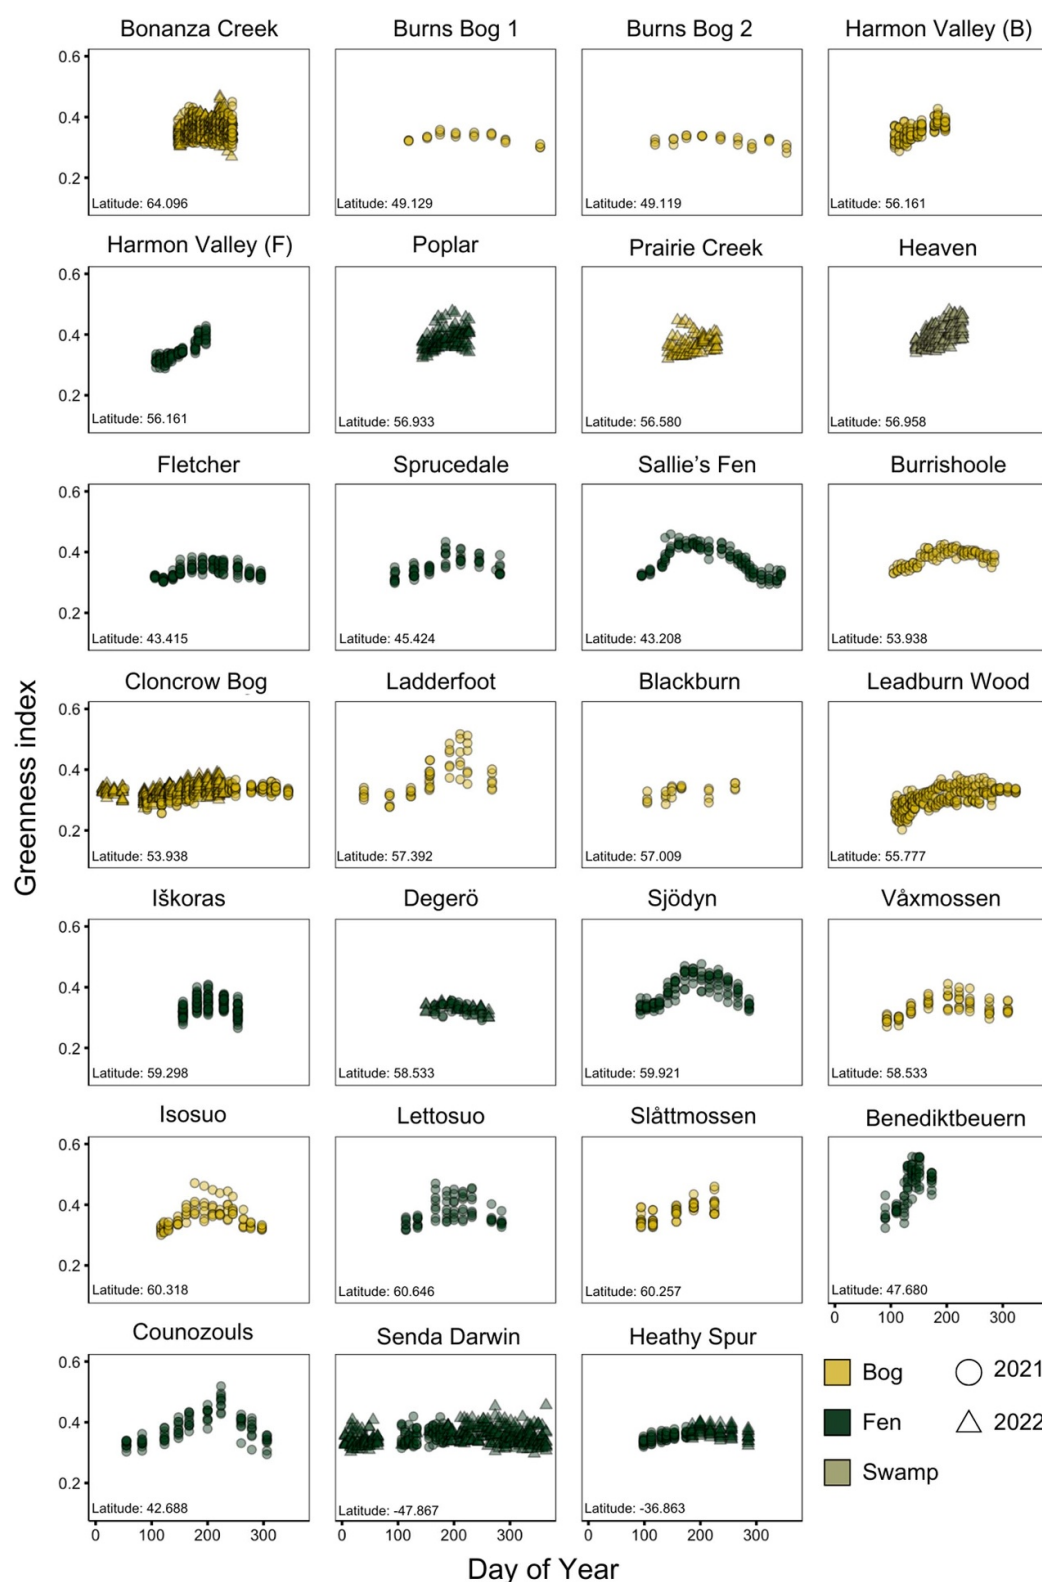 Bonanza Creek Burns Bog 1 Burns Bog 2 Harmon Valley (B)
0.6
0.4
0.2
Latitude: 64.096 Latitude: 49.129 Latitude: 49.119 Latitude: 56.161
Harmon Valley (F) Poplar Prairie Creek Heaven
0.6
0.4
0.2
Latitude: 56.161 Latitude: 56.933 Latitude: 56.580 Latitude: 56.958
Fletcher Sprucedale Sallie's Fen Burrishoole
0.6
0.4
0.2
Latitude: 43.415 Latitude: 45.424 Latitude: 43.208 Latitude: 53.938
Greenness index
Cloncrow Bog Ladderfoot Blackburn Leadburn Wood
0.6
0.4
0.2
Latitude: 53.938 Latitude: 57.392 Latitude: 57.009 Latitude: 55.777
Iškoras Degerö Sjödyn Våxmossen
0.6
0.4
0.2
Latitude: 59.298 Latitude: 58.533 Latitude: 59.921 Latitude: 58.533
Isosuo Lettosuo Slåttmossen Benediktbeuern
0.6
0.4
0.2
Latitude: 60.318 Latitude: 60.646 Latitude: 60.257 Latitude: 47.680
0 100 200 300
Counozouls Senda Darwin Heathy Spur
0.6
0.4
0.2
Latitude: 42.688 Latitude: -47.867 Latitude: -36.863
0 100 200 300 0 100 200 300 0 100 200 300
Bog 2021
Fen 2022
Swamp
Day of Year